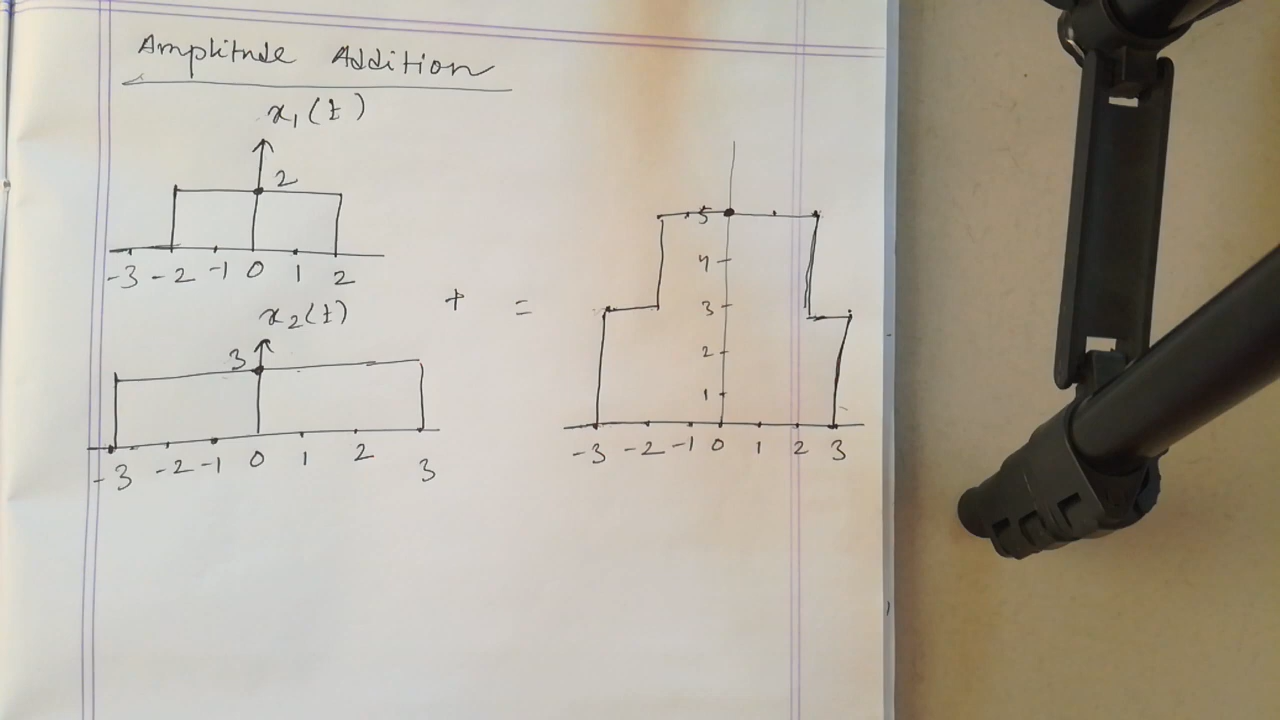 Amplitude Addition
x₁(t)
2
-3 -2 -1 0 1 2
x₂(t)
3
-3 -2 -1 0 1 2 3
+ =
5
4
3
2
1
-3 -2 -1 0 1 2 3